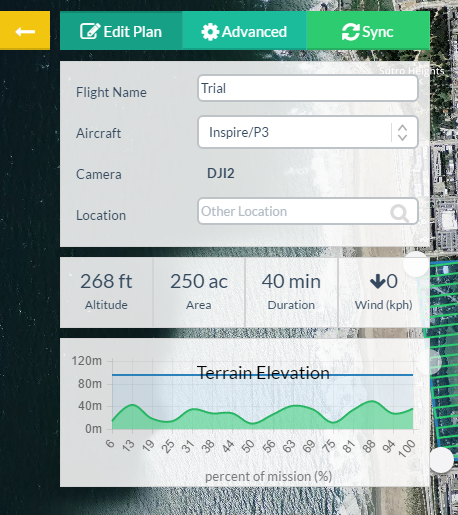 Edit Plan Advanced Sync
Sutro Heights
Flight Name Trial
Aircraft Inspire/P3
Camera DJI2
Location Other Location
268 ft 250 ac 40 min 0
Altitude Area Duration Wind (kph)
Terrain Elevation
120m
80m
40m
0m
6 13 19 25 31 38 44 50 56 63 69 75 81 88 94 100
percent of mission (%)